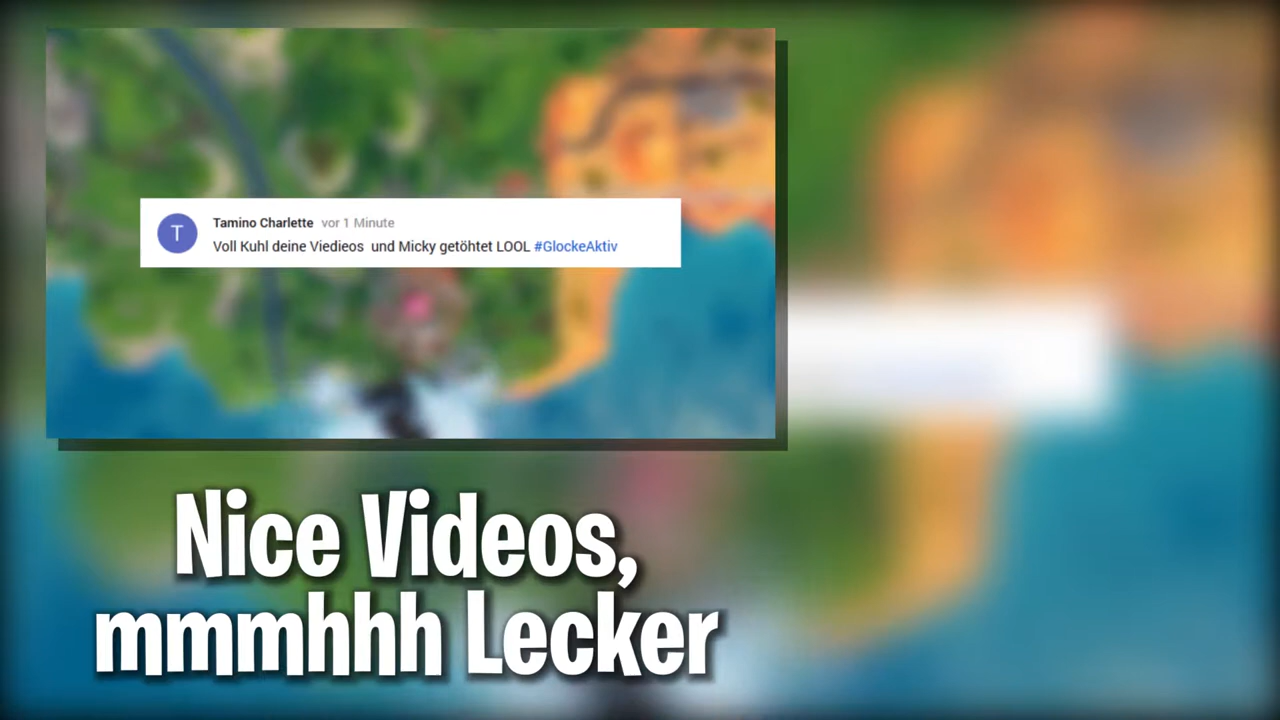 T
Tamino Charlette vor 1 Minute
Voll Kuhl deine Viedieos und Micky getöhtet LOOL #GlockeAktiv
Nice Videos,
mmmhhh Lecker